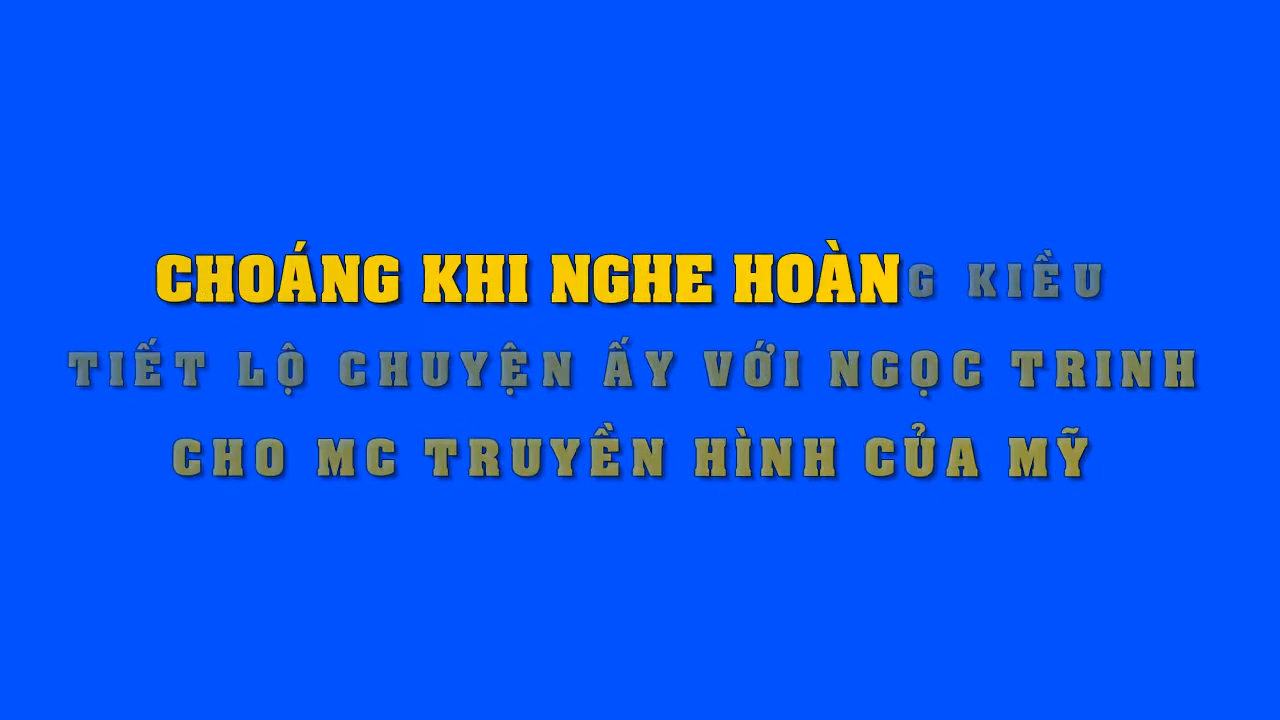 CHOÁNG KHI NGHE HOÀNG KIỀU
TIẾT LỘ CHUYỆN ẤY VỚI NGỌC TRINH
CHO MC TRUYỀN HÌNH CỦA MỸ